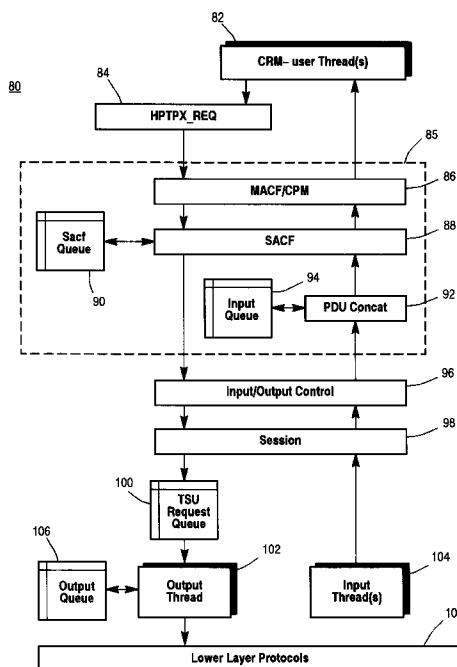 82
CRM– user Thread(s)
80
84
HPTPX_REQ
85
MACF/CPM
86
Sacf
Queue
90
SACF
88
Input
Queue
94
PDU Concat
92
Input/Output Control
96
Session
98
100
TSU
Request
Queue
106
Output
Queue
102
Output
Thread
104
Input
Thread(s)
Lower Layer Protocols